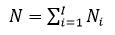 N = ∑_{i=1}^{I} N_i